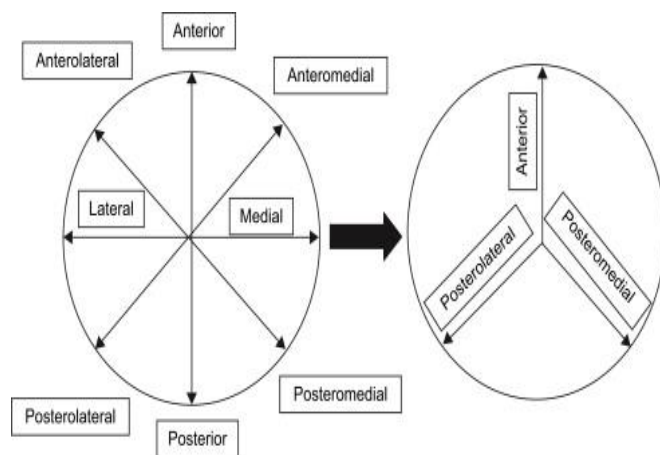 Anterior
Anterolateral
Anteromedial
Lateral
Medial
Posterolateral
Posteromedial
Posterior
Anterior
Posterolateral
Posteromedial